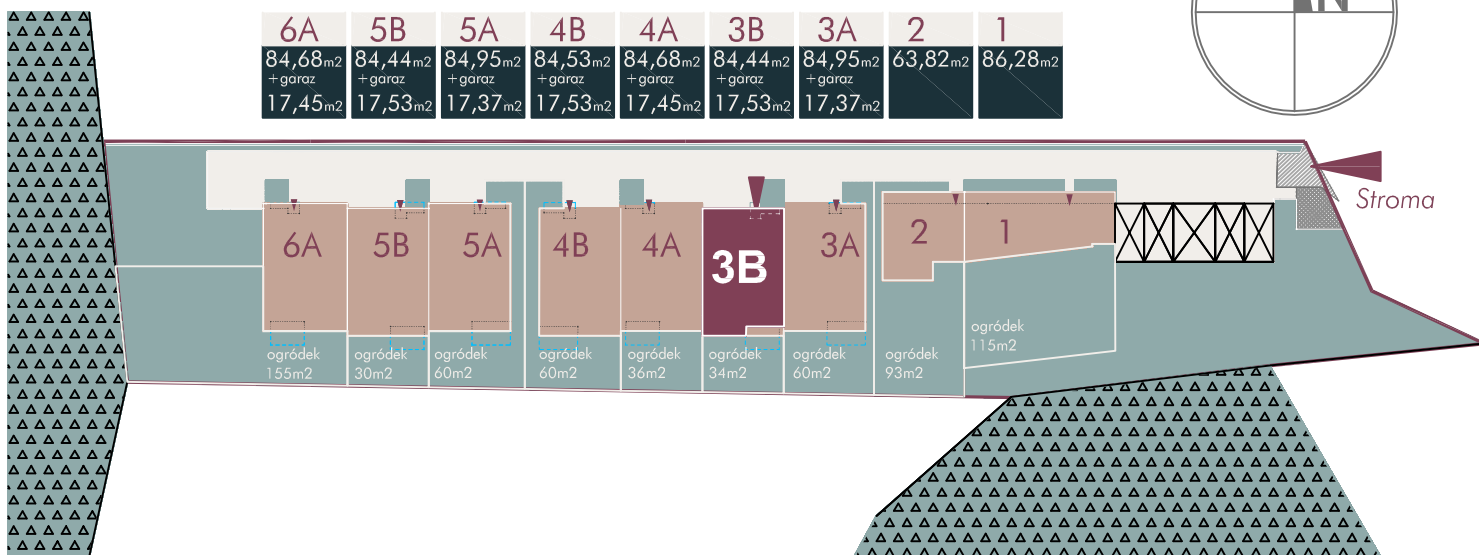 N
6A 5B 5A 4B 4A 3B 3A 2 1
84,68m2 84,44m2 84,95m2 84,53m2 84,68m2 84,44m2 84,95m2 63,82m2 86,28m2
+garaz +garaz +garaz +garaz +garaz +garaz +garaz
17,45m2 17,53m2 17,37m2 17,53m2 17,45m2 17,53m2 17,37m2
Stroma
6A 5B 5A 4B 4A 3B 3A 2 1
ogródek
115m2
ogródek ogródek ogródek ogródek ogródek ogródek ogródek ogródek
155m2 30m2 60m2 60m2 36m2 34m2 60m2 93m2